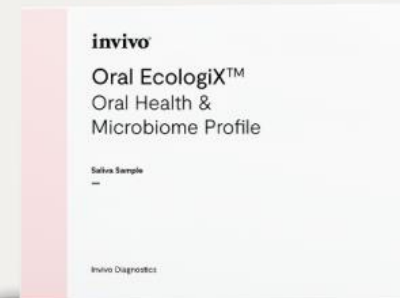 invivo
Oral EcologiX™
Oral Health &
Microbiome Profile
Saliva Sample
Invivo Diagnostics